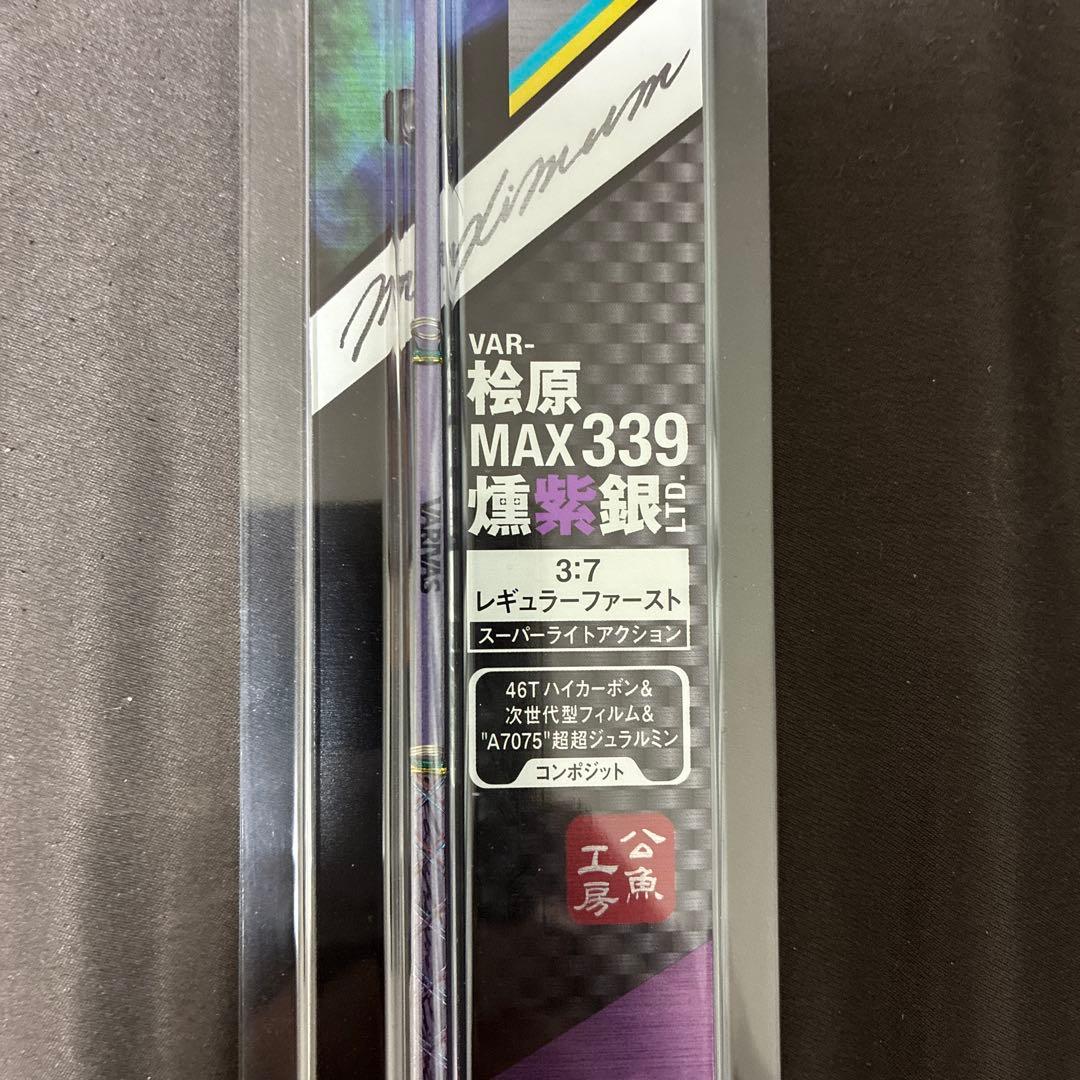 Maximum
VAR-
桧原
MAX339
燻紫銀LTD.
VARIVAS
3:7
レギュラーファースト
スーパーライトアクション
46Tハイカーボン&
次世代型フィルム&
"A7075"超超ジュラルミン
コンポジット
公魚
工房